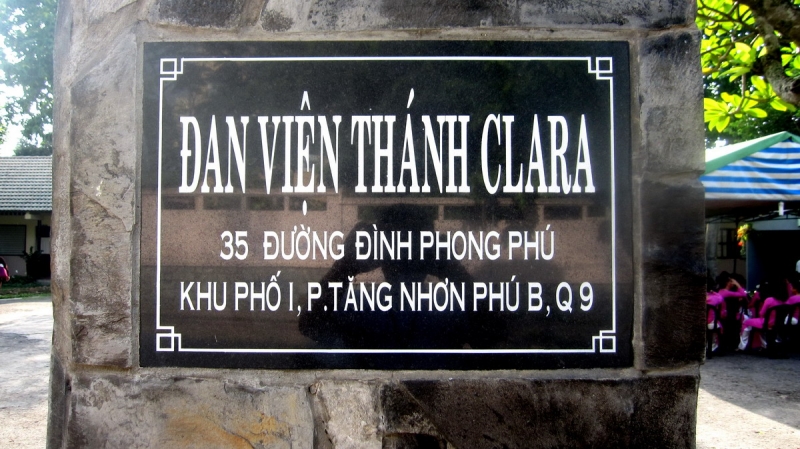 ĐAN VIỆN THÁNH CLARA
35 ĐƯỜNG ĐÌNH PHONG PHÚ
KHU PHỐ I, P.TĂNG NHƠN PHÚ B, Q 9